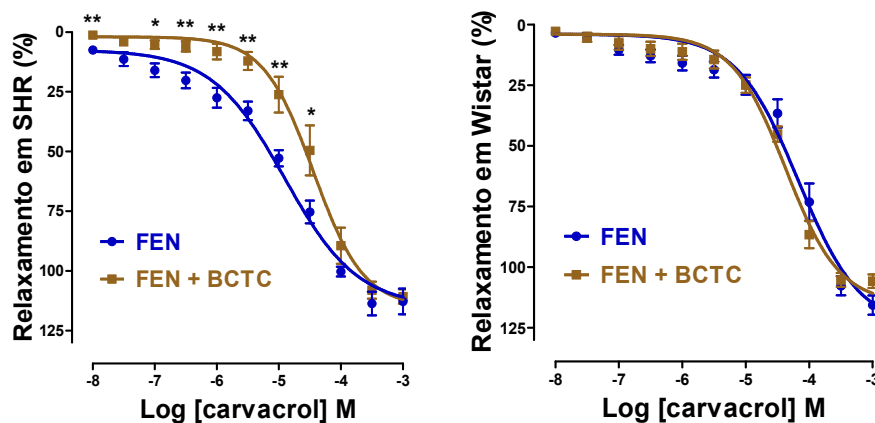 Relaxamento em SHR (%)
0
25
50
75
100
125
** * ** ** ** ** *
FEN
FEN + BCTC
-8 -7 -6 -5 -4 -3
Log [carvacrol] M
Relaxamento em Wistar (%)
0
25
50
75
100
125
FEN
FEN + BCTC
-8 -7 -6 -5 -4 -3
Log [carvacrol] M